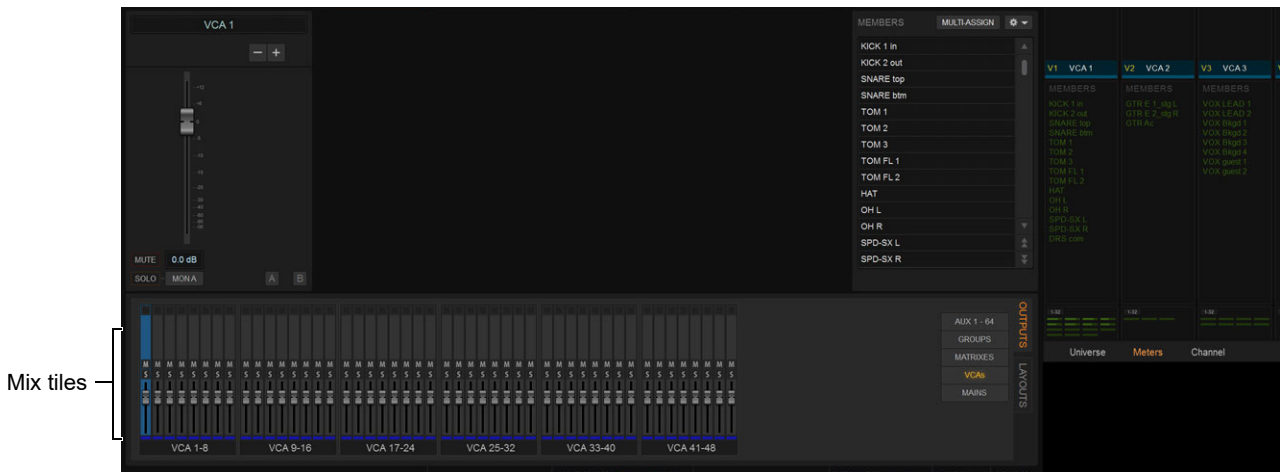 VCA 1
− +
+12
MUTE 0.0 dB
SOLO MON A A B
MEMBERS MULTI-ASSIGN
KICK 1 in
KICK 2 out
SNARE top
SNARE btm
TOM 1
TOM 2
TOM 3
TOM FL 1
TOM FL 2
HAT
OH L
OH R
SPD-SX L
SPD-SX R
V1 VCA 1
MEMBERS
KICK 1 in
KICK 2 out
SNARE top
SNARE btm
TOM 1
TOM 2
TOM 3
TOM FL 1
TOM FL 2
HAT
OH L
OH R
SPD-SX L
SPD-SX R
DRS com
1-32
V2 VCA 2
MEMBERS
GTR E 1_stg L
GTR E 2_stg R
GTR Ac
1-32
V3 VCA 3
MEMBERS
VOX LEAD 1
VOX LEAD 2
VOX Bkgd 1
VOX Bkgd 2
VOX Bkgd 3
VOX Bkgd 4
VOX guest 1
VOX guest 2
1-32
Universe Meters Channel
Mix tiles
M M M M M M M M M M M M M M M M M M M M M M M M M M M M M M M M M M M M M M M M M M M M M M M M
S S S S S S S S S S S S S S S S S S S S S S S S S S S S S S S S S S S S S S S S S S S S S S S S
VCA 1-8 VCA 9-16 VCA 17-24 VCA 25-32 VCA 33-40 VCA 41-48
AUX 1 - 64
GROUPS
MATRIXES
VCAs
MAINS
OUTPUTS
LAYOUTS